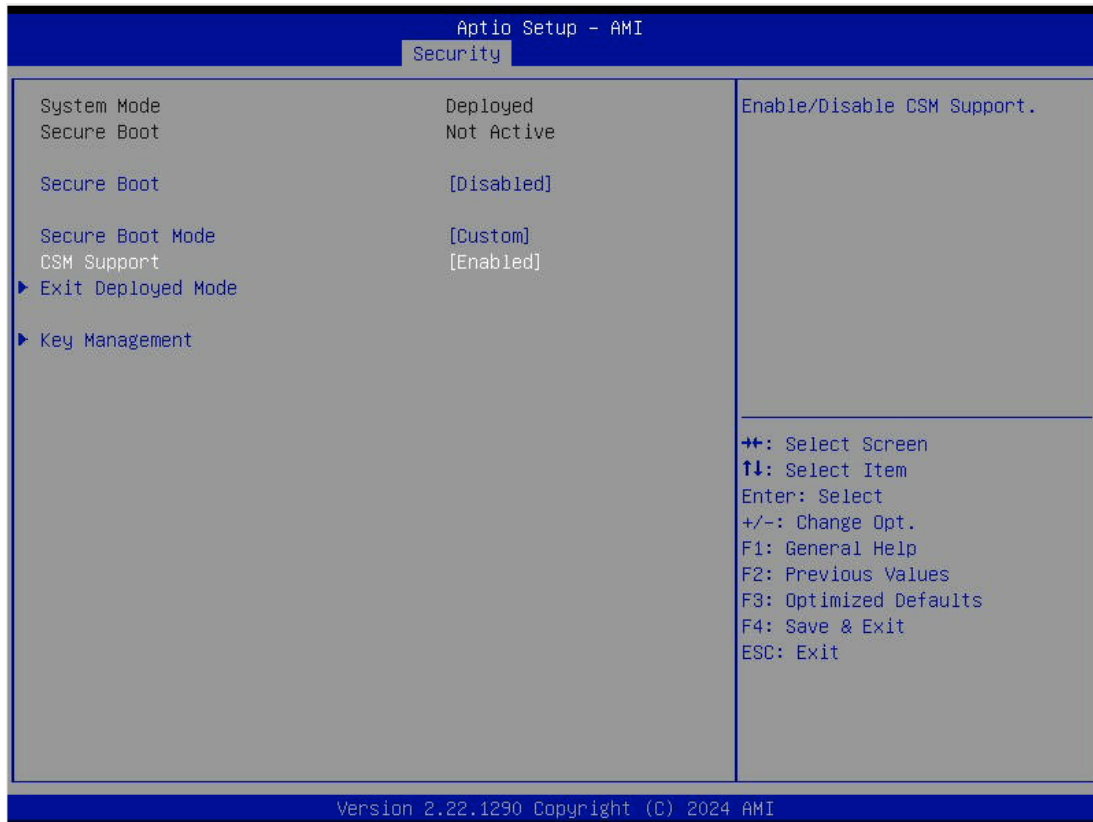 Aptio Setup – AMI
Security
System Mode Deployed
Secure Boot Not Active
Secure Boot [Disabled]
Secure Boot Mode [Custom]
CSM Support [Enabled]
▶ Exit Deployed Mode
▶ Key Management
Enable/Disable CSM Support.
→←: Select Screen
↑↓: Select Item
Enter: Select
+/-: Change Opt.
F1: General Help
F2: Previous Values
F3: Optimized Defaults
F4: Save & Exit
ESC: Exit
Version 2.22.1290 Copyright (C) 2024 AMI